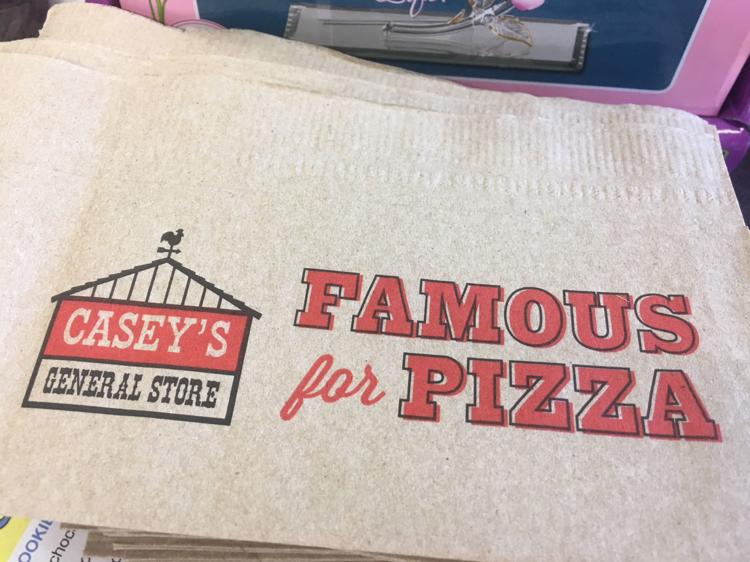 CASEY'S
GENERAL STORE
FAMOUS
for PIZZA